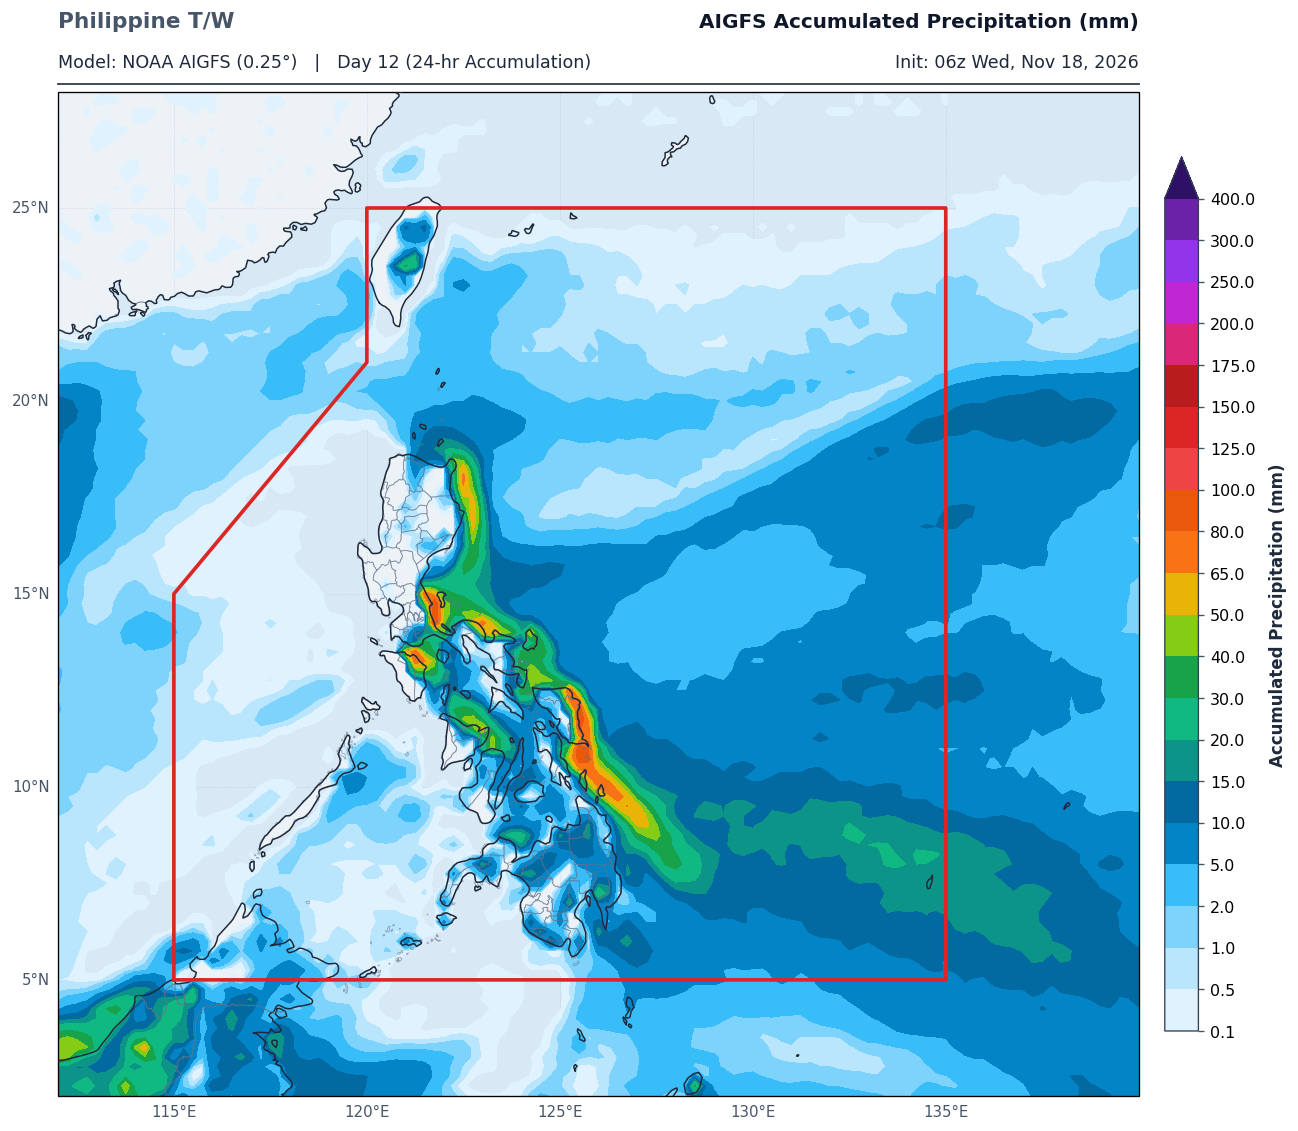 Philippine T/W
AIGFS Accumulated Precipitation (mm)
Model: NOAA AIGFS (0.25°)   |   Day 12 (24-hr Accumulation)
Init: 06z Wed, Nov 18, 2026
25°N
20°N
15°N
10°N
5°N
115°E
120°E
125°E
130°E
135°E
400.0
300.0
250.0
200.0
175.0
150.0
125.0
100.0
80.0
65.0
50.0
40.0
30.0
20.0
15.0
10.0
5.0
2.0
1.0
0.5
0.1
Accumulated Precipitation (mm)